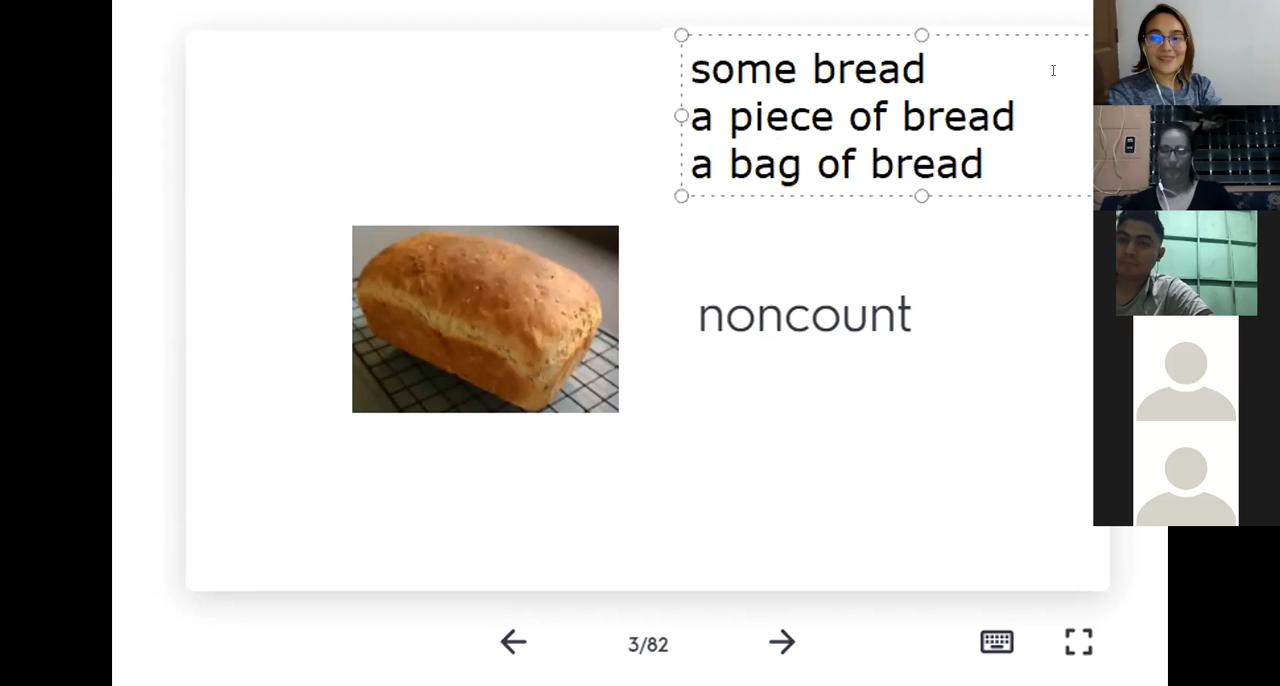 some bread
a piece of bread
a bag of bread
noncount
3/82